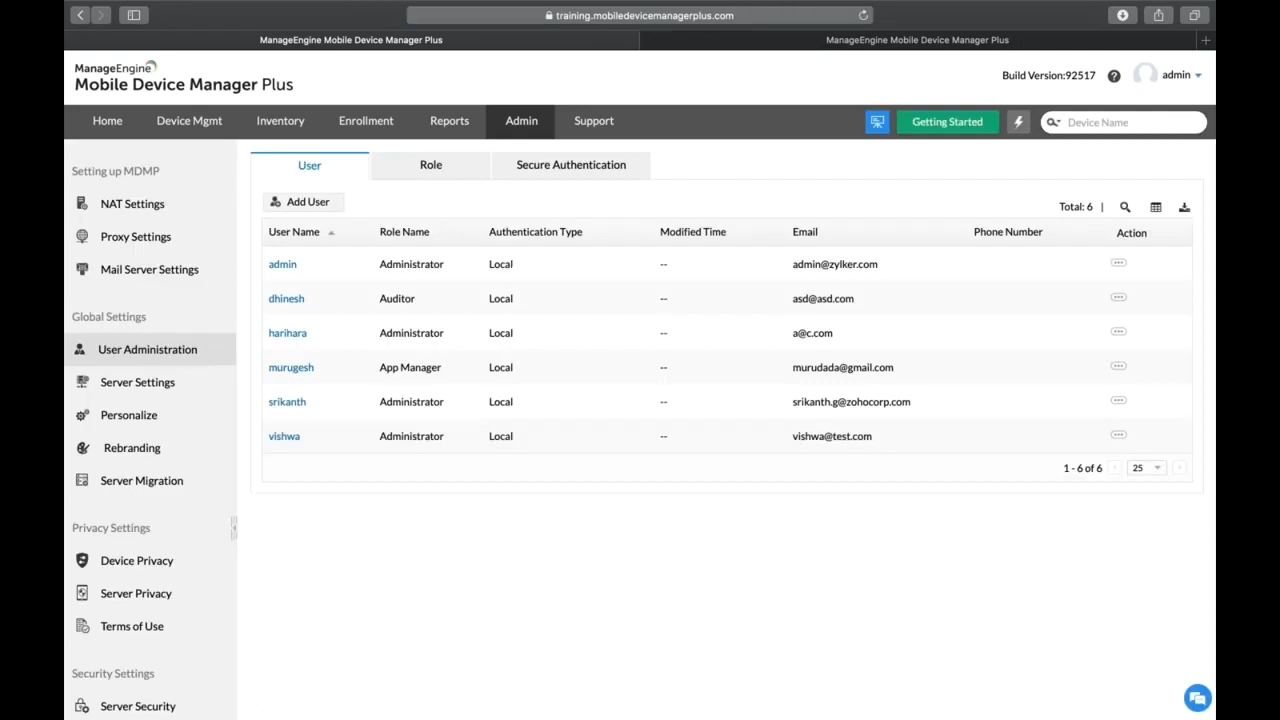 training.mobiledevicemanagerplus.com
ManageEngine Mobile Device Manager Plus
ManageEngine Mobile Device Manager Plus
ManageEngine
Mobile Device Manager Plus
Build Version:92517
admin
Home
Device Mgmt
Inventory
Enrollment
Reports
Admin
Support
Getting Started
Device Name
Setting up MDMP
NAT Settings
Proxy Settings
Mail Server Settings
Global Settings
User Administration
Server Settings
Personalize
Rebranding
Server Migration
Privacy Settings
Device Privacy
Server Privacy
Terms of Use
Security Settings
Server Security
User
Role
Secure Authentication
Add User
Total: 6 |
User Name Role Name Authentication Type Modified Time Email Phone Number Action
admin Administrator Local -- admin@zylker.com
dhinesh Auditor Local -- asd@asd.com
harihara Administrator Local -- a@c.com
murugesh App Manager Local -- murudada@gmail.com
srikanth Administrator Local -- srikanth.g@zohocorp.com
vishwa Administrator Local -- vishwa@test.com
1 - 6 of 6 25